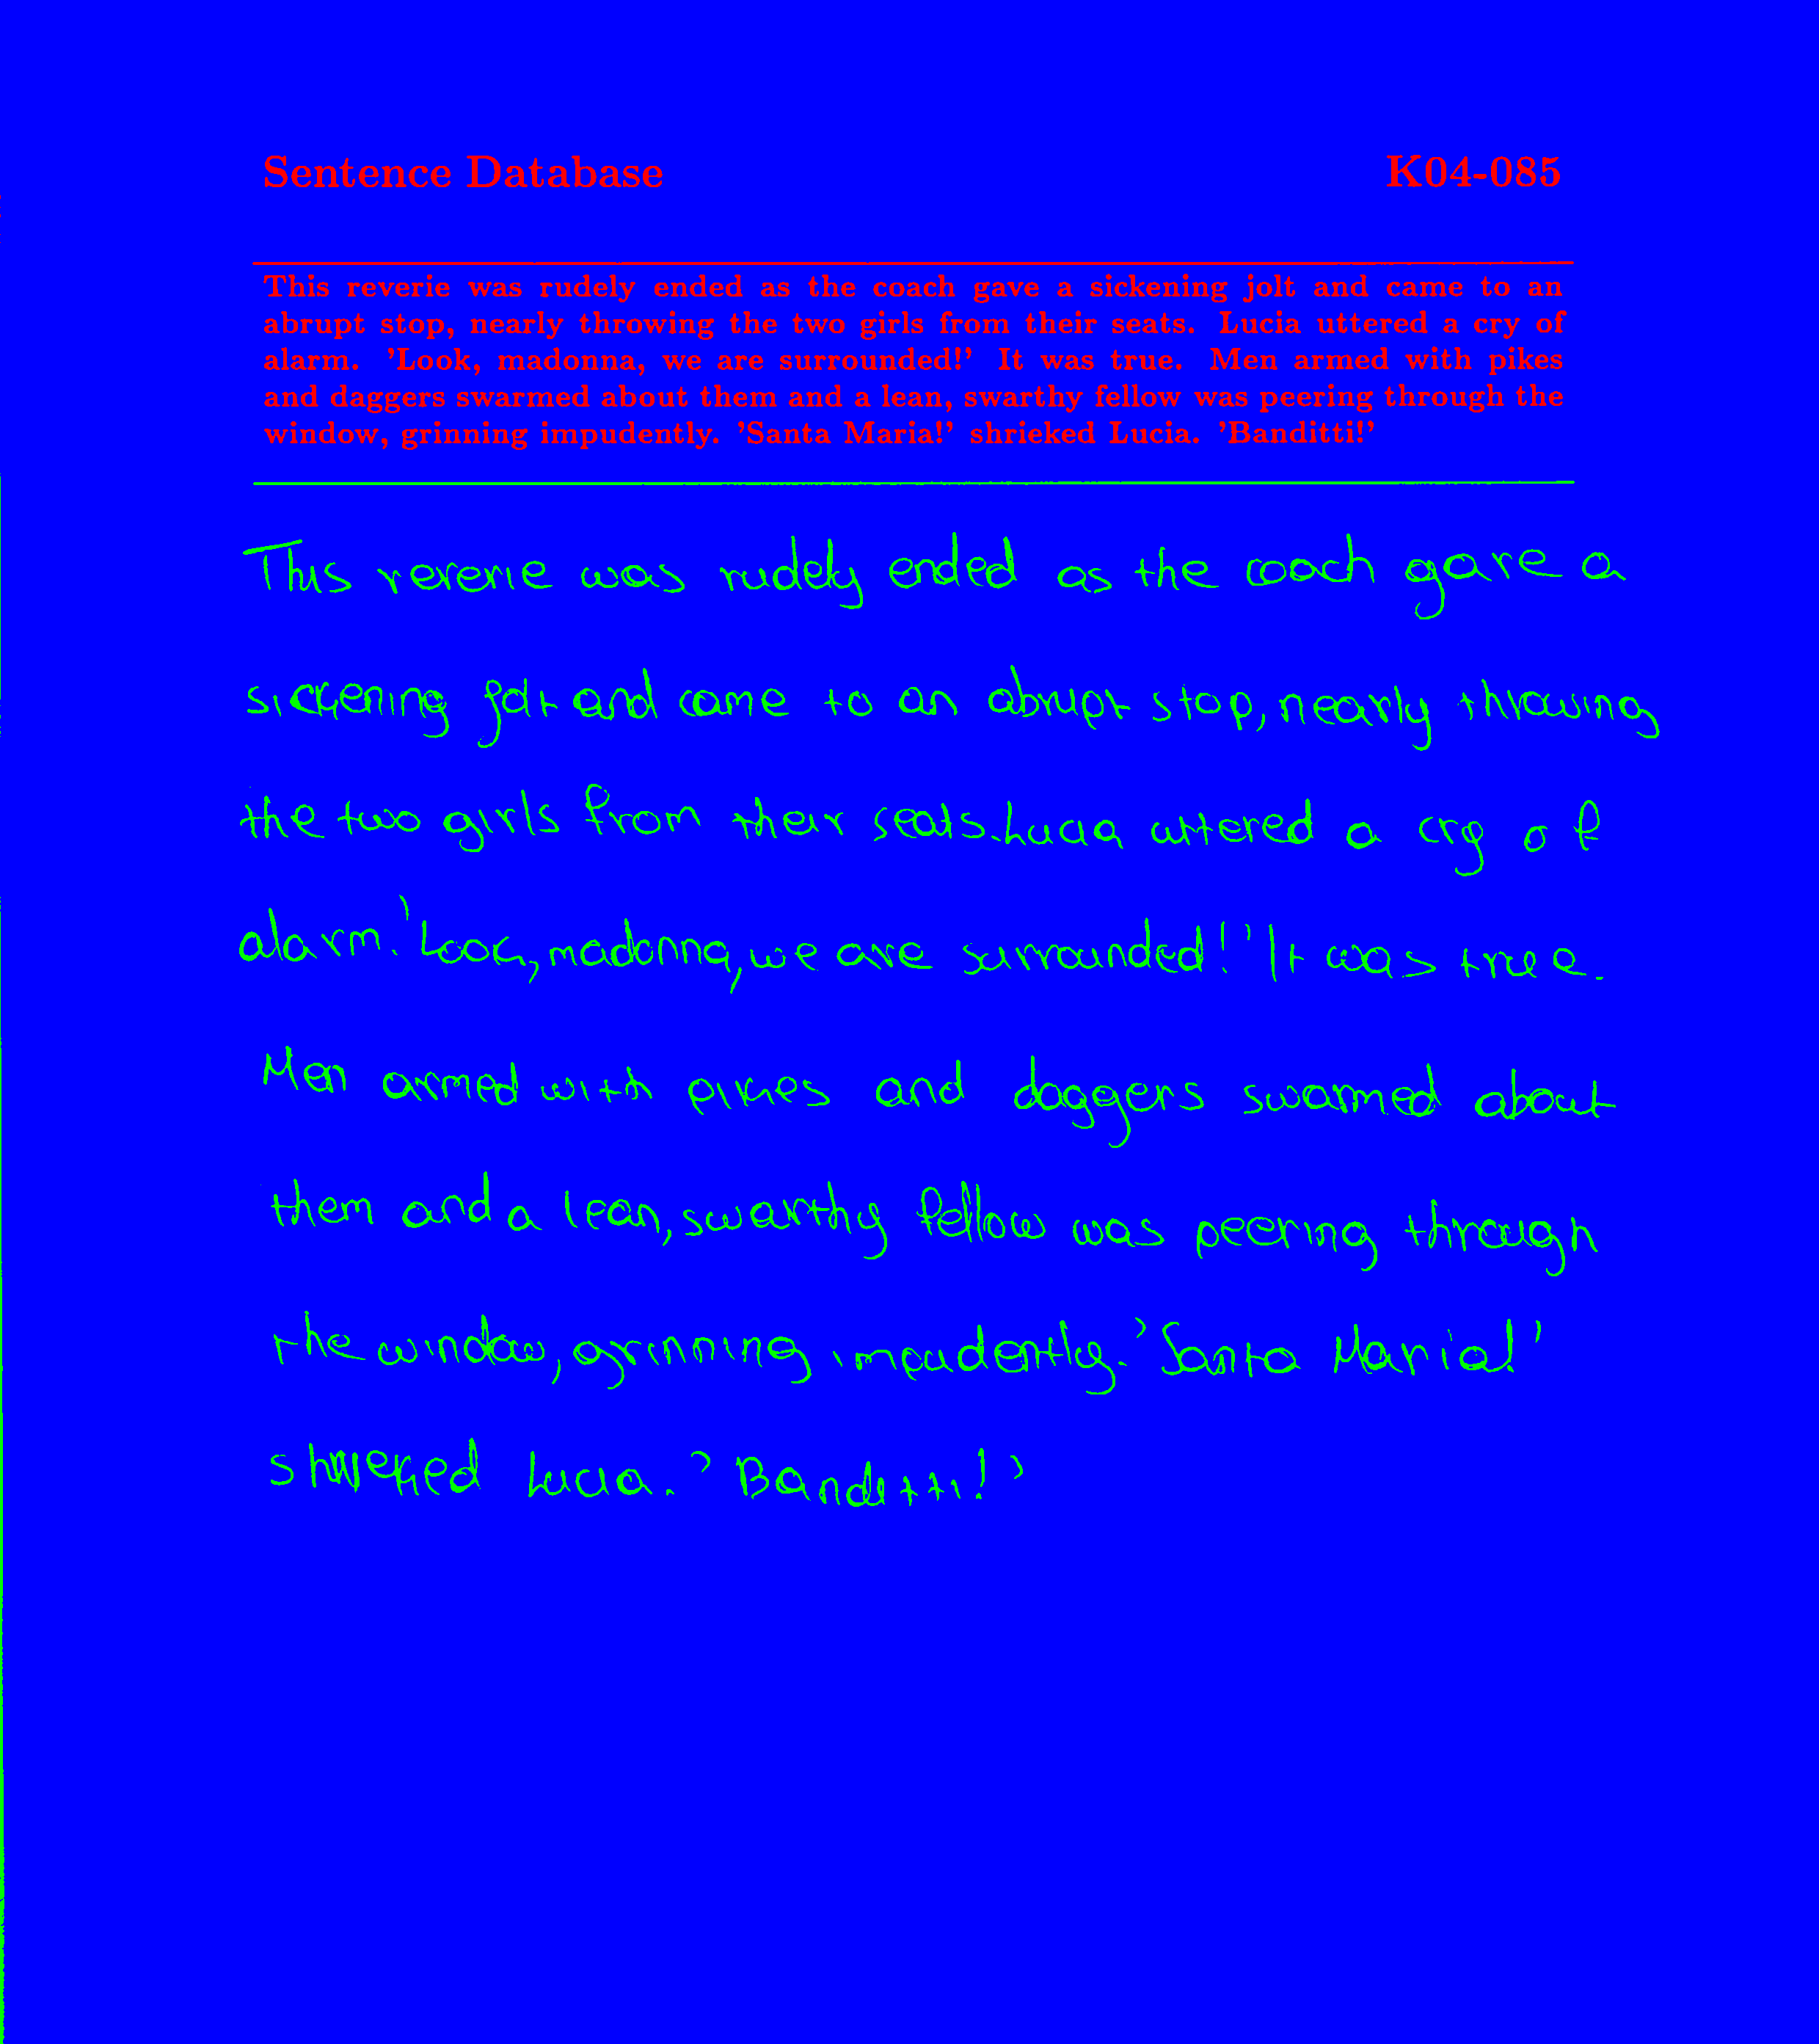 Sentence Database K04-085
This reverie was rudely ended as the coach gave a sickening jolt and came to an
abrupt stop, nearly throwing the two girls from their seats. Lucia uttered a cry of
alarm. 'Look, madonna, we are surrounded!' It was true. Men armed with pikes
and daggers swarmed about them and a lean, swarthy fellow was peering through the
window, grinning impudently. 'Santa Maria!' shrieked Lucia. 'Banditti!'
This reverie was rudely ended as the coach gave a
sickening jolt and came to an abrupt stop, nearly throwing
the two girls from their seats. Lucia uttered a cry of
alarm. 'Look, madonna, we are surrounded!' It was true.
Men armed with pikes and daggers swarmed about
them and a lean, swarthy fellow was peering through
the window, grinning impudently. 'Santa Maria!'
shrieked Lucia. 'Banditti!'